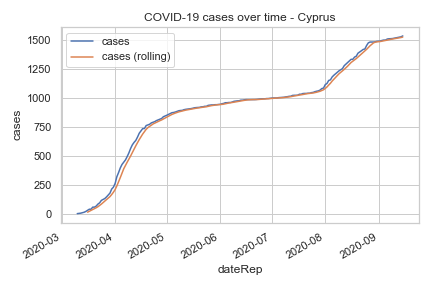 COVID-19 cases over time - Cyprus
cases
cases (rolling)
1500
1250
1000
750
500
250
0
cases
2020-03
2020-04
2020-05
2020-06
2020-07
2020-08
2020-09
dateRep